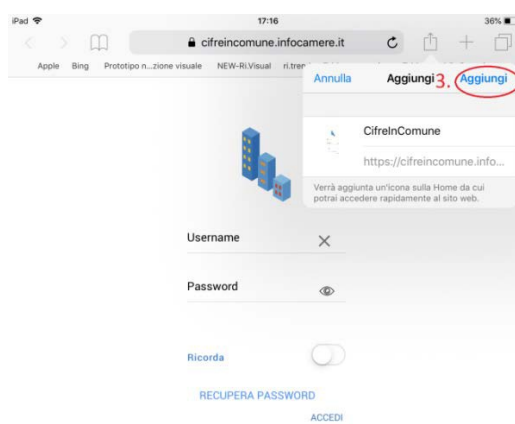 iPad 17:16 36%
cifreincomune.infocamere.it
Apple Bing Prototipo n...zione visuale NEW-Ri.Visual
Annulla Aggiungi 3. Aggiungi
CifreInComune
https://cifreincomune.info...
Verrà aggiunta un'icona sulla Home da cui
potrai accedere rapidamente al sito web.
Username
Password
Ricorda
RECUPERA PASSWORD
ACCEDI